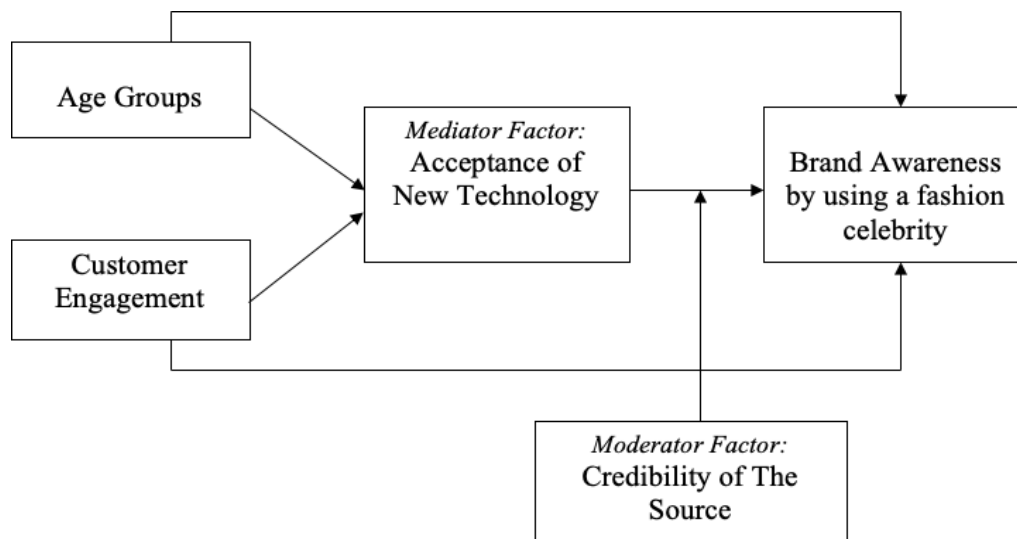 Age Groups
Mediator Factor:
Acceptance of
New Technology
Brand Awareness
by using a fashion
celebrity
Customer
Engagement
Moderator Factor:
Credibility of The
Source